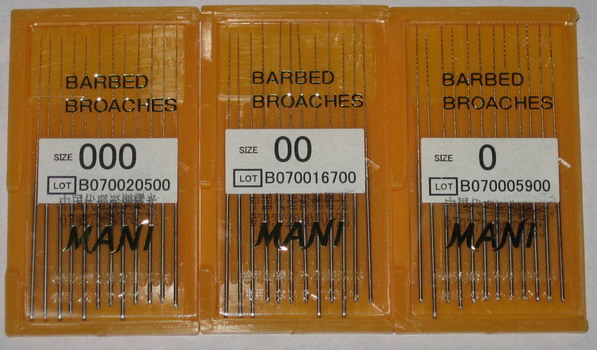 BARBED
BROACHES
SIZE 000
LOT B070020500
MANI
BARBED
BROACHES
SIZE 00
LOT B070016700
MANI
BARBED
BROACHES
SIZE 0
LOT B070005900
MANI